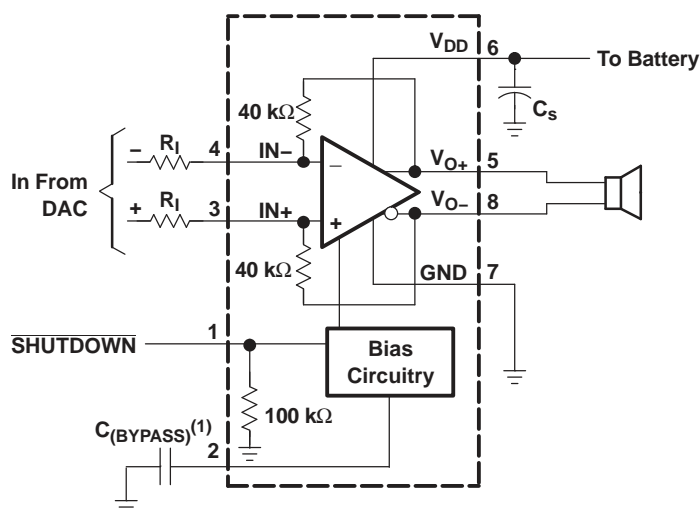 V_DD 6
To Battery
40 kΩ
C_s
− R_I 4 IN− −
V_O+ 5
In From
DAC
+ R_I 3 IN+ +
V_O− 8
40 kΩ
GND 7
SHUTDOWN 1
Bias
Circuitry
100 kΩ
C_(BYPASS)^(1) 2